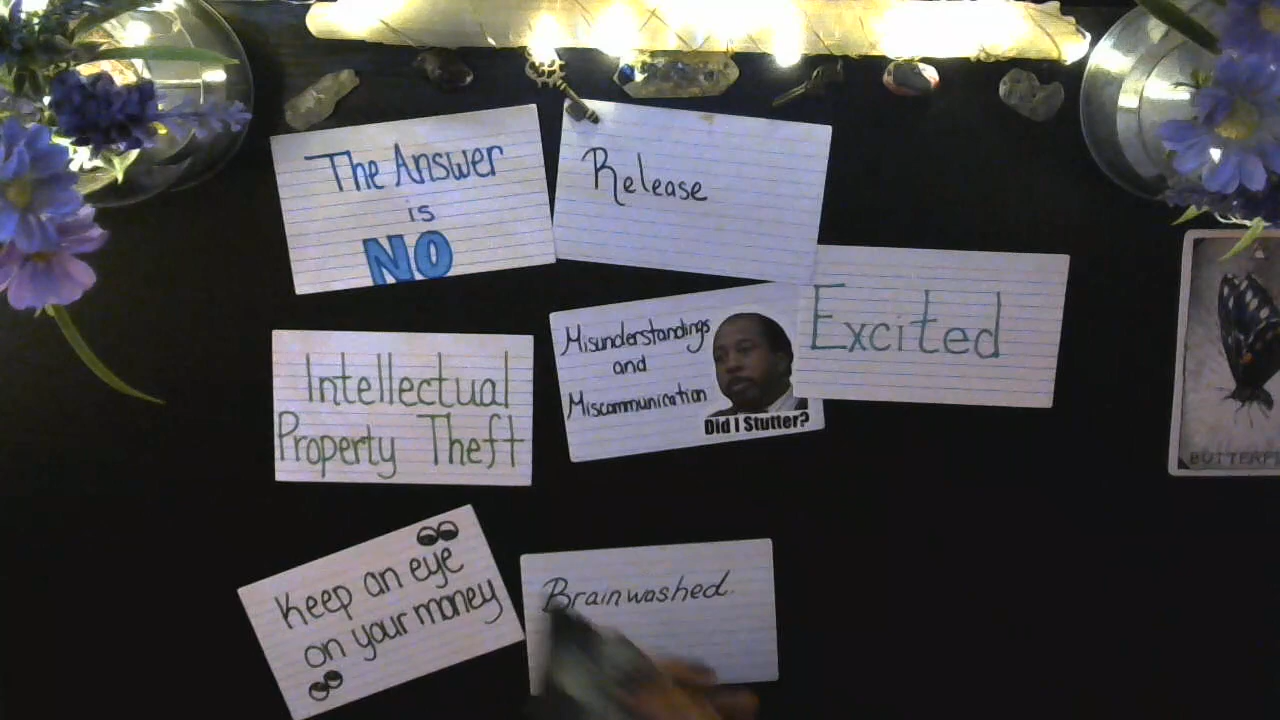 The Answer
is
NO
Release
Excited
Misunderstandings
and
Miscommunication
Did I Stutter?
Intellectual
Property Theft
Keep an eye
on your money
Brainwashed